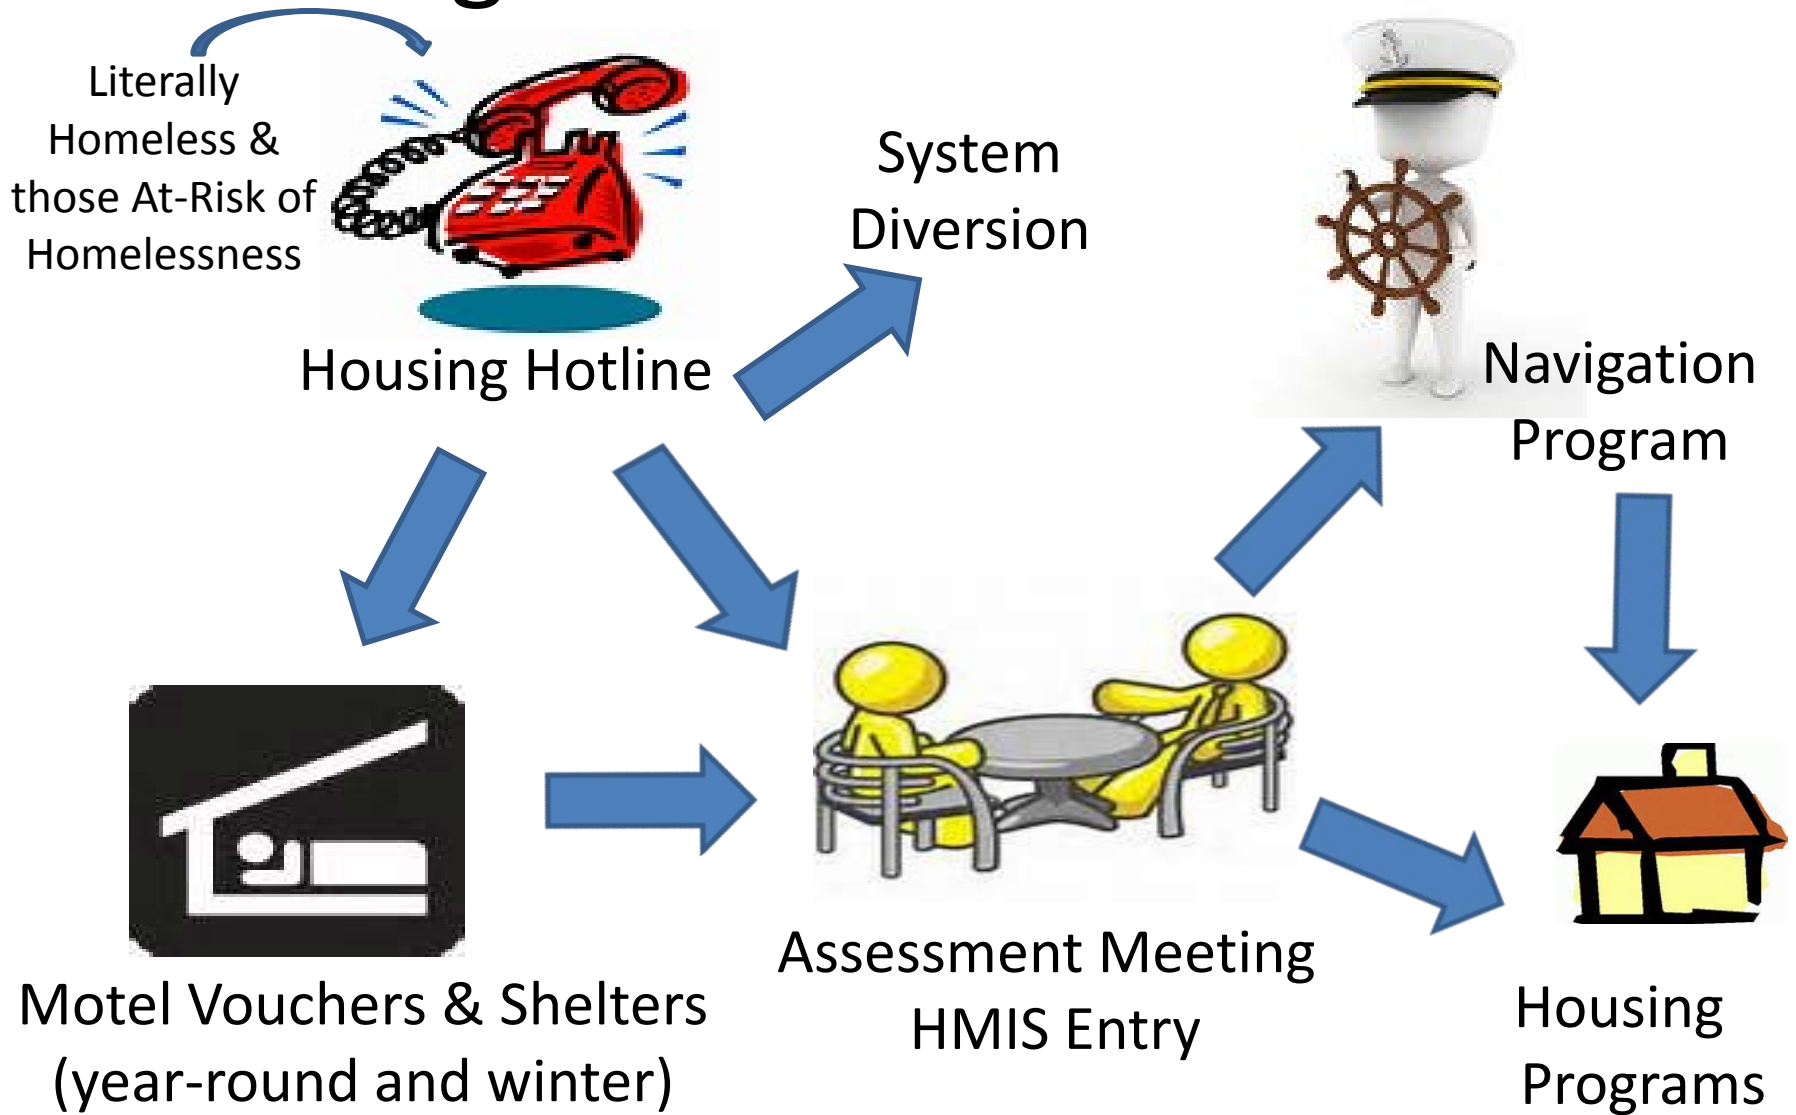 Literally
Homeless &
those At-Risk of
Homelessness
Housing Hotline
System
Diversion
Navigation
Program
Motel Vouchers & Shelters
(year-round and winter)
Assessment Meeting
HMIS Entry
Housing
Programs